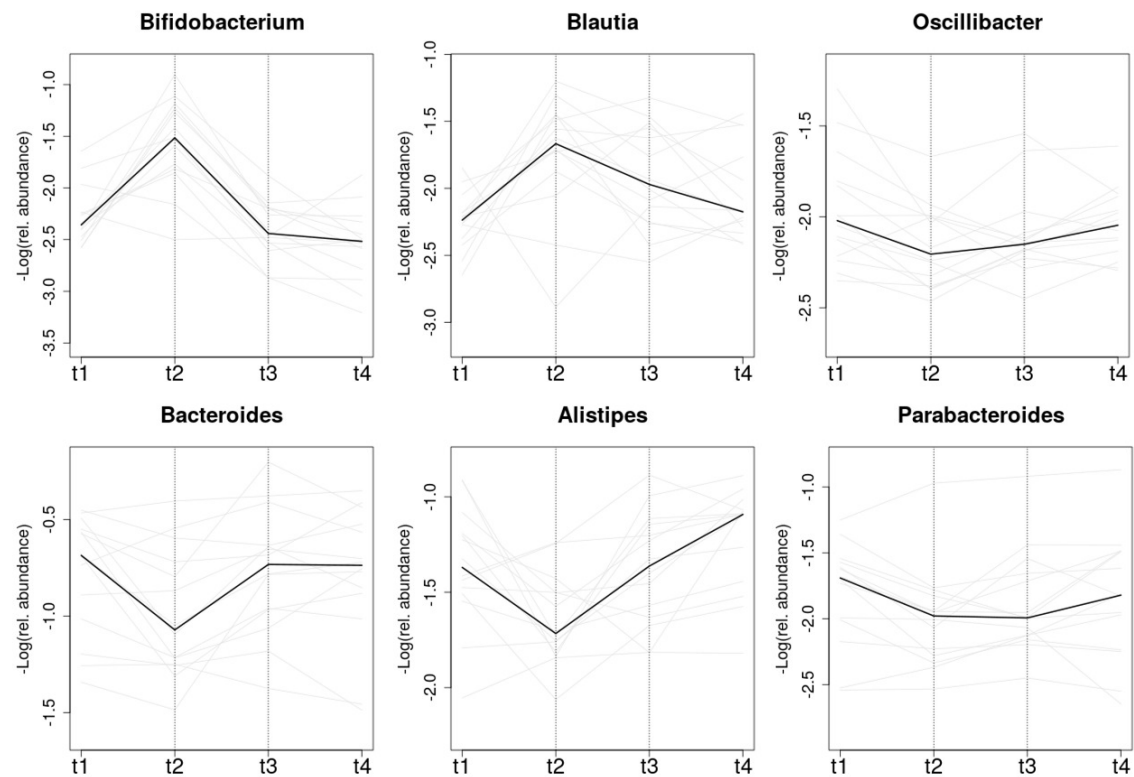 Bifidobacterium
-Log(rel. abundance)
-1.0
-1.5
-2.0
-2.5
-3.0
-3.5
t1 t2 t3 t4
Blautia
-Log(rel. abundance)
-1.0
-1.5
-2.0
-2.5
-3.0
t1 t2 t3 t4
Oscillibacter
-Log(rel. abundance)
-1.5
-2.0
-2.5
t1 t2 t3 t4
Bacteroides
-Log(rel. abundance)
-0.5
-1.0
-1.5
t1 t2 t3 t4
Alistipes
-Log(rel. abundance)
-1.0
-1.5
-2.0
t1 t2 t3 t4
Parabacteroides
-Log(rel. abundance)
-1.0
-1.5
-2.0
-2.5
t1 t2 t3 t4